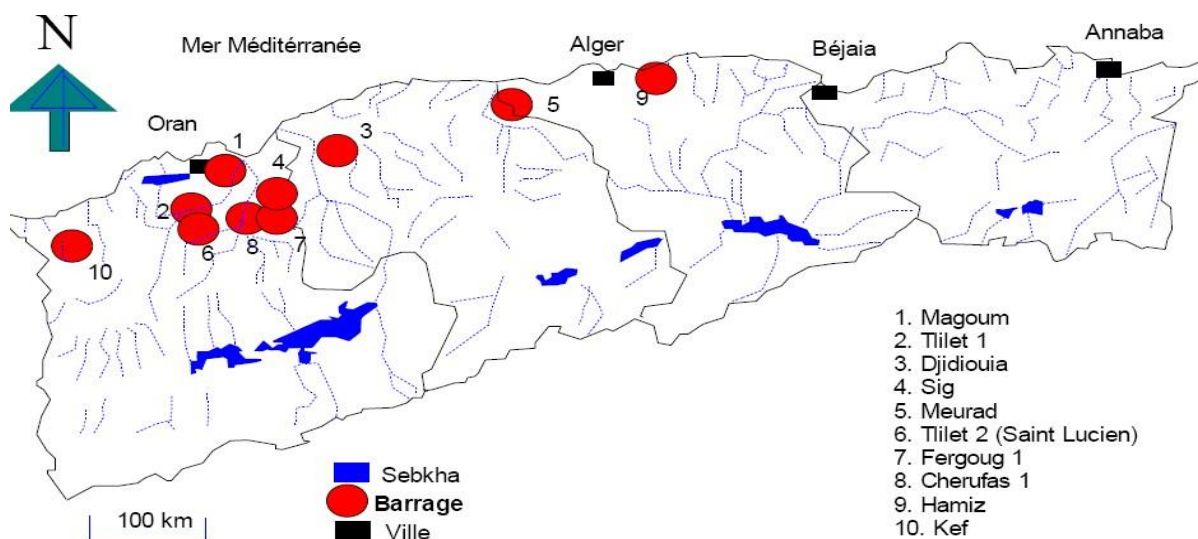 N
Mer Méditérranée
Alger
Béjaia
Annaba
Oran
1
2
3
4
5
6
7
8
9
10
1. Magoum
2. Tlilet 1
3. Djidiouia
4. Sig
5. Meurad
6. Tlilet 2 (Saint Lucien)
7. Fergoug 1
8. Cherufas 1
9. Hamiz
10. Kef
Sebkha
Barrage
Ville
100 km